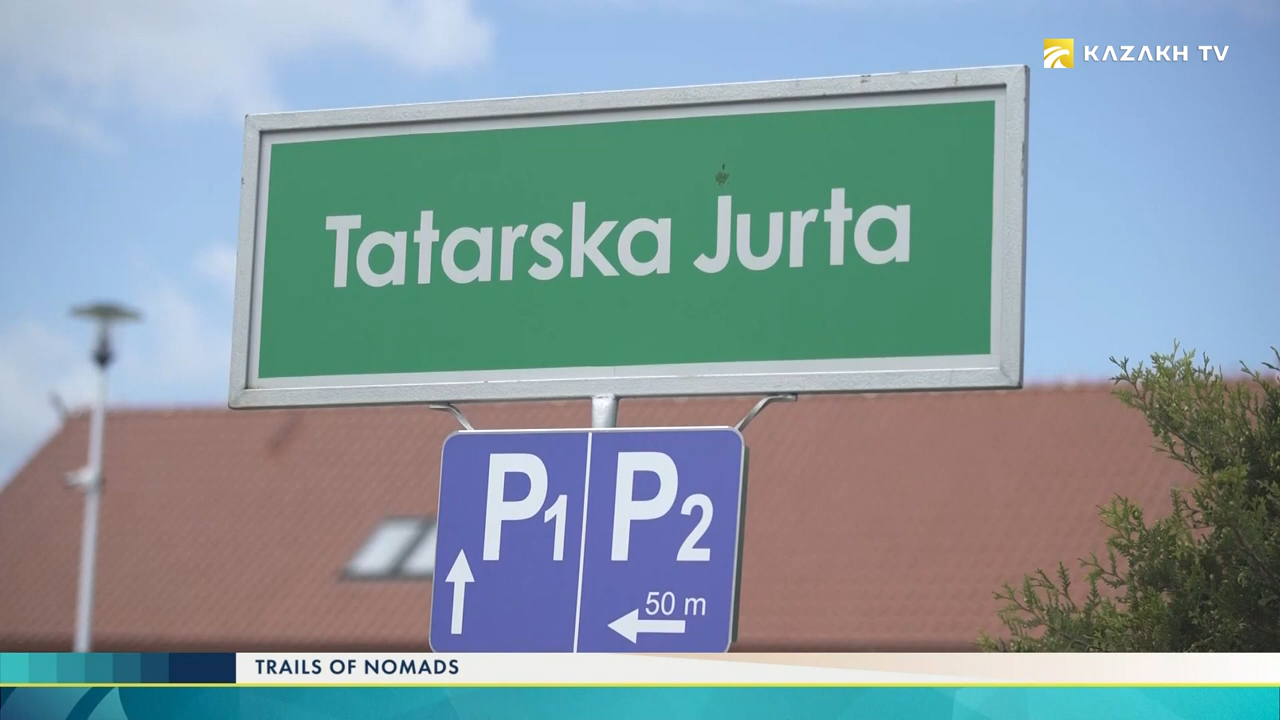 KAZAKH TV
Tatarska Jurta
P1 P2
50 m
TRAILS OF NOMADS